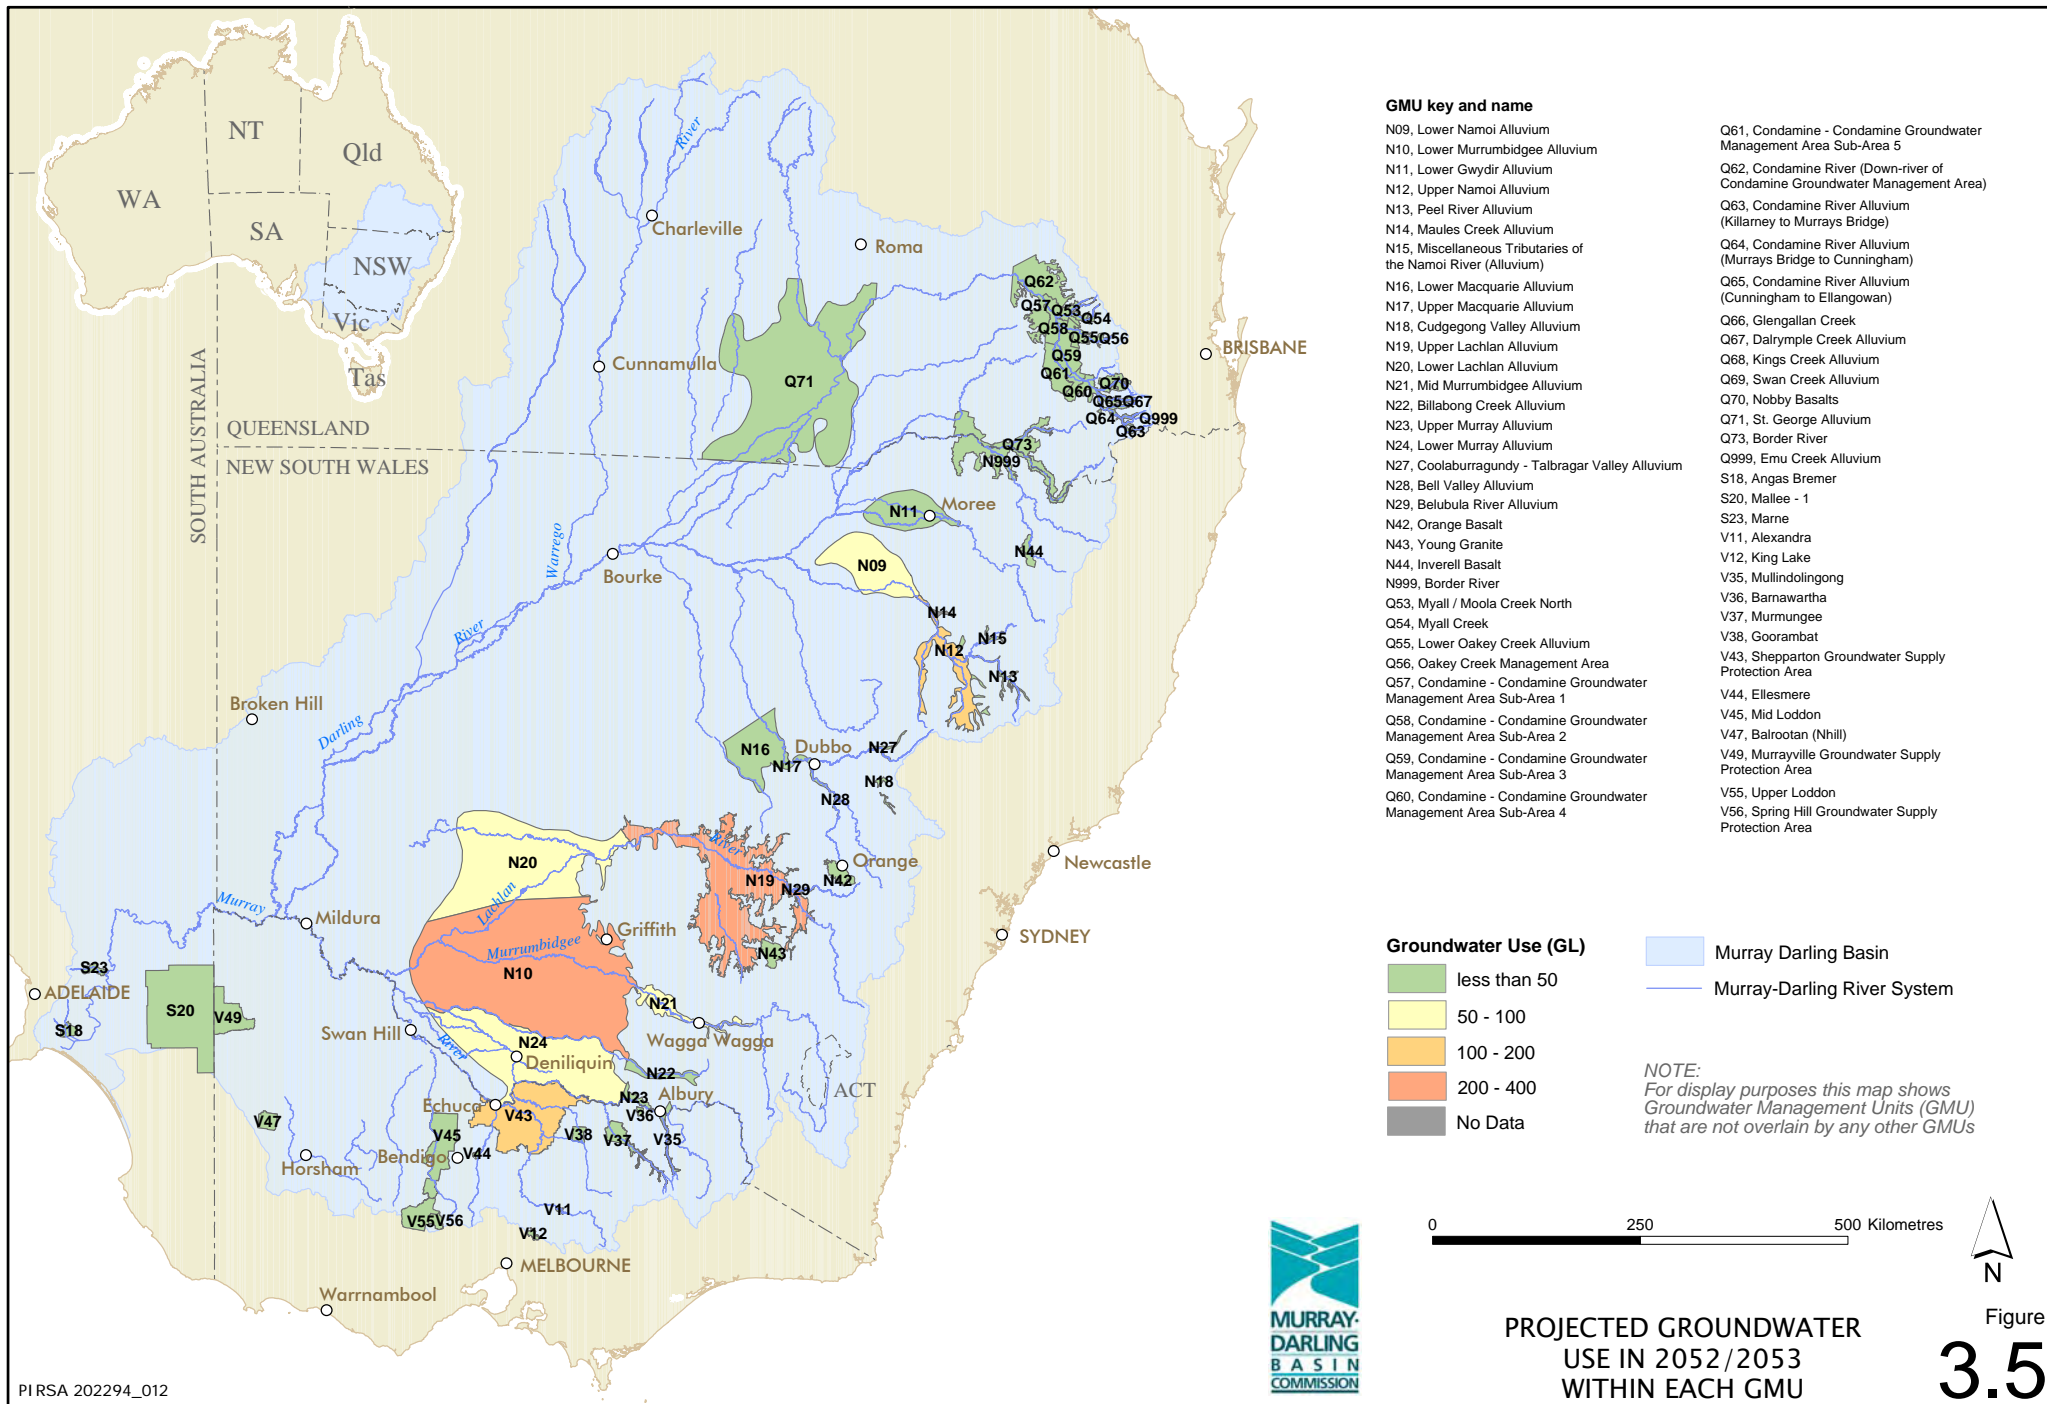 NT
Qld
WA
SA
NSW
Vic
Tas
SOUTH AUSTRALIA
QUEENSLAND
NEW SOUTH WALES
River
Charleville
Roma
Cunnamulla
BRISBANE
Q62
Q57
Q53
Q54
Q58
Q55
Q56
Q59
Q61
Q70
Q60
Q65
Q67
Q64
Q999
Q63
Q71
Q73
N999
Warrego
Bourke
N11
Moree
N44
N09
N14
N15
N12
N13
River
Broken Hill
Darling
N16
Dubbo
N27
N17
N18
N28
N20
River
Orange
N42
N19
N29
Newcastle
Lachlan
Murray
Mildura
Griffith
Murrumbidgee
SYDNEY
N43
N10
S23
ADELAIDE
S20
V49
S18
N21
Swan Hill
River
N24
Deniliquin
Wagga Wagga
N22
ACT
N23
Albury
Echuca
V43
V36
V47
V45
V38
V37
V35
Bendigo
V44
Horsham
V55
V56
V11
V12
MELBOURNE
Warrnambool
PIRSA 202294_012
GMU key and name
N09, Lower Namoi Alluvium
N10, Lower Murrumbidgee Alluvium
N11, Lower Gwydir Alluvium
N12, Upper Namoi Alluvium
N13, Peel River Alluvium
N14, Maules Creek Alluvium
N15, Miscellaneous Tributaries of
the Namoi River (Alluvium)
N16, Lower Macquarie Alluvium
N17, Upper Macquarie Alluvium
N18, Cudgegong Valley Alluvium
N19, Upper Lachlan Alluvium
N20, Lower Lachlan Alluvium
N21, Mid Murrumbidgee Alluvium
N22, Billabong Creek Alluvium
N23, Upper Murray Alluvium
N24, Lower Murray Alluvium
N27, Coolaburragundy - Talbragar Valley Alluvium
N28, Bell Valley Alluvium
N29, Belubula River Alluvium
N42, Orange Basalt
N43, Young Granite
N44, Inverell Basalt
N999, Border River
Q53, Myall / Moola Creek North
Q54, Myall Creek
Q55, Lower Oakey Creek Alluvium
Q56, Oakey Creek Management Area
Q57, Condamine - Condamine Groundwater
Management Area Sub-Area 1
Q58, Condamine - Condamine Groundwater
Management Area Sub-Area 2
Q59, Condamine - Condamine Groundwater
Management Area Sub-Area 3
Q60, Condamine - Condamine Groundwater
Management Area Sub-Area 4
Q61, Condamine - Condamine Groundwater
Management Area Sub-Area 5
Q62, Condamine River (Down-river of
Condamine Groundwater Management Area)
Q63, Condamine River Alluvium
(Killarney to Murrays Bridge)
Q64, Condamine River Alluvium
(Murrays Bridge to Cunningham)
Q65, Condamine River Alluvium
(Cunningham to Ellangowan)
Q66, Glengallan Creek
Q67, Dalrymple Creek Alluvium
Q68, Kings Creek Alluvium
Q69, Swan Creek Alluvium
Q70, Nobby Basalts
Q71, St. George Alluvium
Q73, Border River
Q999, Emu Creek Alluvium
S18, Angas Bremer
S20, Mallee - 1
S23, Marne
V11, Alexandra
V12, King Lake
V35, Mullindolingong
V36, Barnawartha
V37, Murmungee
V38, Goorambat
V43, Shepparton Groundwater Supply
Protection Area
V44, Ellesmere
V45, Mid Loddon
V47, Balrootan (Nhill)
V49, Murrayville Groundwater Supply
Protection Area
V55, Upper Loddon
V56, Spring Hill Groundwater Supply
Protection Area
Groundwater Use (GL)
less than 50
50 - 100
100 - 200
200 - 400
No Data
Murray Darling Basin
Murray-Darling River System
NOTE:
For display purposes this map shows
Groundwater Management Units (GMU)
that are not overlain by any other GMUs
0 250 500 Kilometres
N
MURRAY-
DARLING
BASIN
COMMISSION
PROJECTED GROUNDWATER
USE IN 2052/2053
WITHIN EACH GMU
Figure
3.5